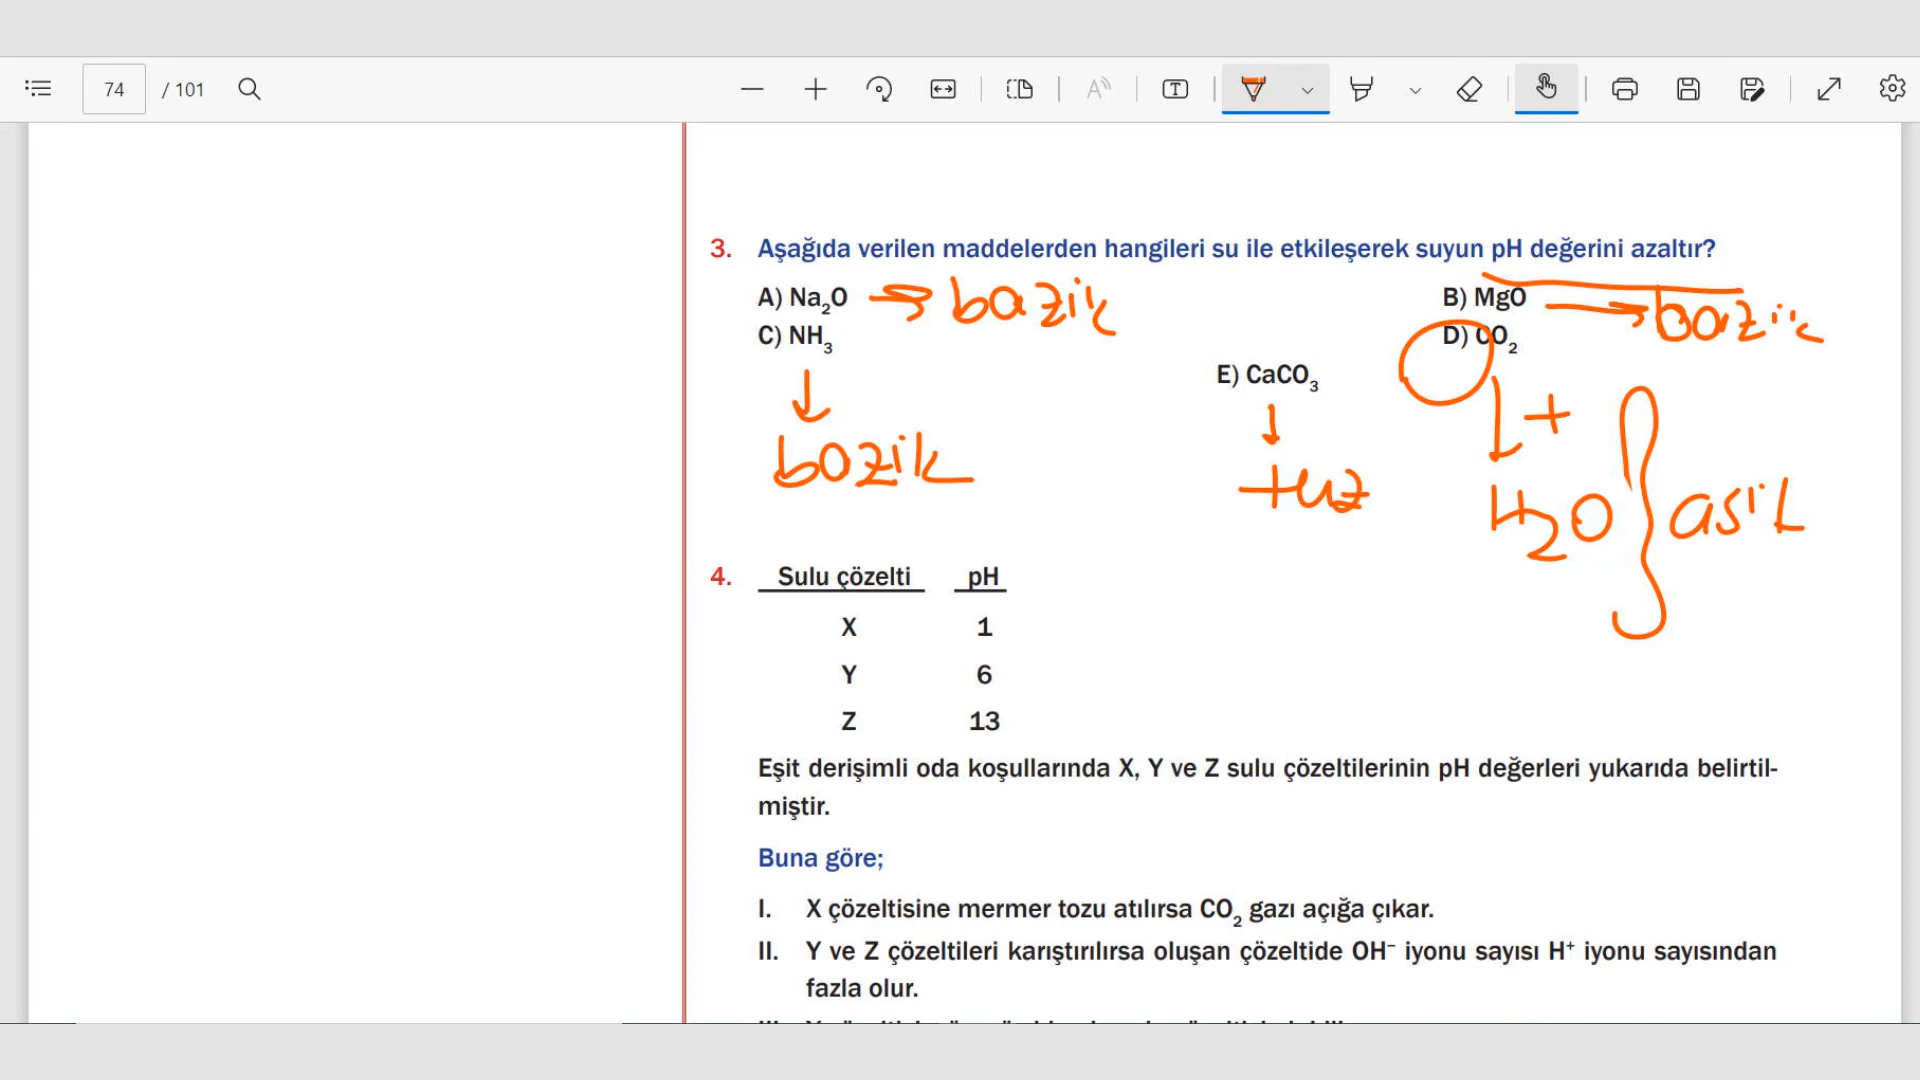 74 / 101
3. Aşağıda verilen maddelerden hangileri su ile etkileşerek suyun pH değerini azaltır?
A) Na₂O → bazik B) MgO → bazik
C) NH₃ D) CO₂
E) CaCO₃
↓ ↓ ↓ +
bazik tuz H₂O } asit
4. Sulu çözelti pH
X 1
Y 6
Z 13
Eşit derişimli oda koşullarında X, Y ve Z sulu çözeltilerinin pH değerleri yukarıda belirtil-
miştir.
Buna göre;
I. X çözeltisine mermer tozu atılırsa CO₂ gazı açığa çıkar.
II. Y ve Z çözeltileri karıştırılırsa oluşan çözeltide OH⁻ iyonu sayısı H⁺ iyonu sayısından
fazla olur.